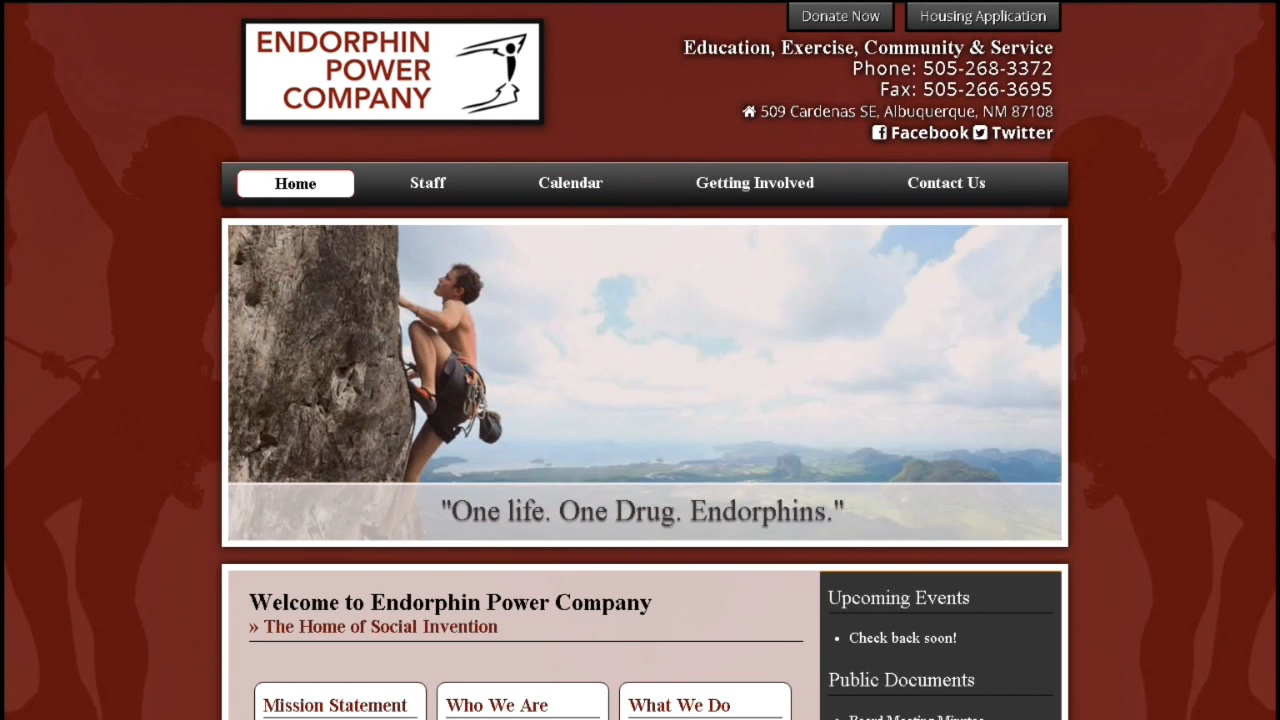 Donate Now
Housing Application
ENDORPHIN
POWER
COMPANY
Education, Exercise, Community & Service
Phone: 505-268-3372
Fax: 505-266-3695
509 Cardenas SE, Albuquerque, NM 87108
Facebook Twitter
Home
Staff
Calendar
Getting Involved
Contact Us
"One life. One Drug. Endorphins."
Welcome to Endorphin Power Company
» The Home of Social Invention
Mission Statement
Who We Are
What We Do
Upcoming Events
• Check back soon!
Public Documents
• Board Meeting Minutes